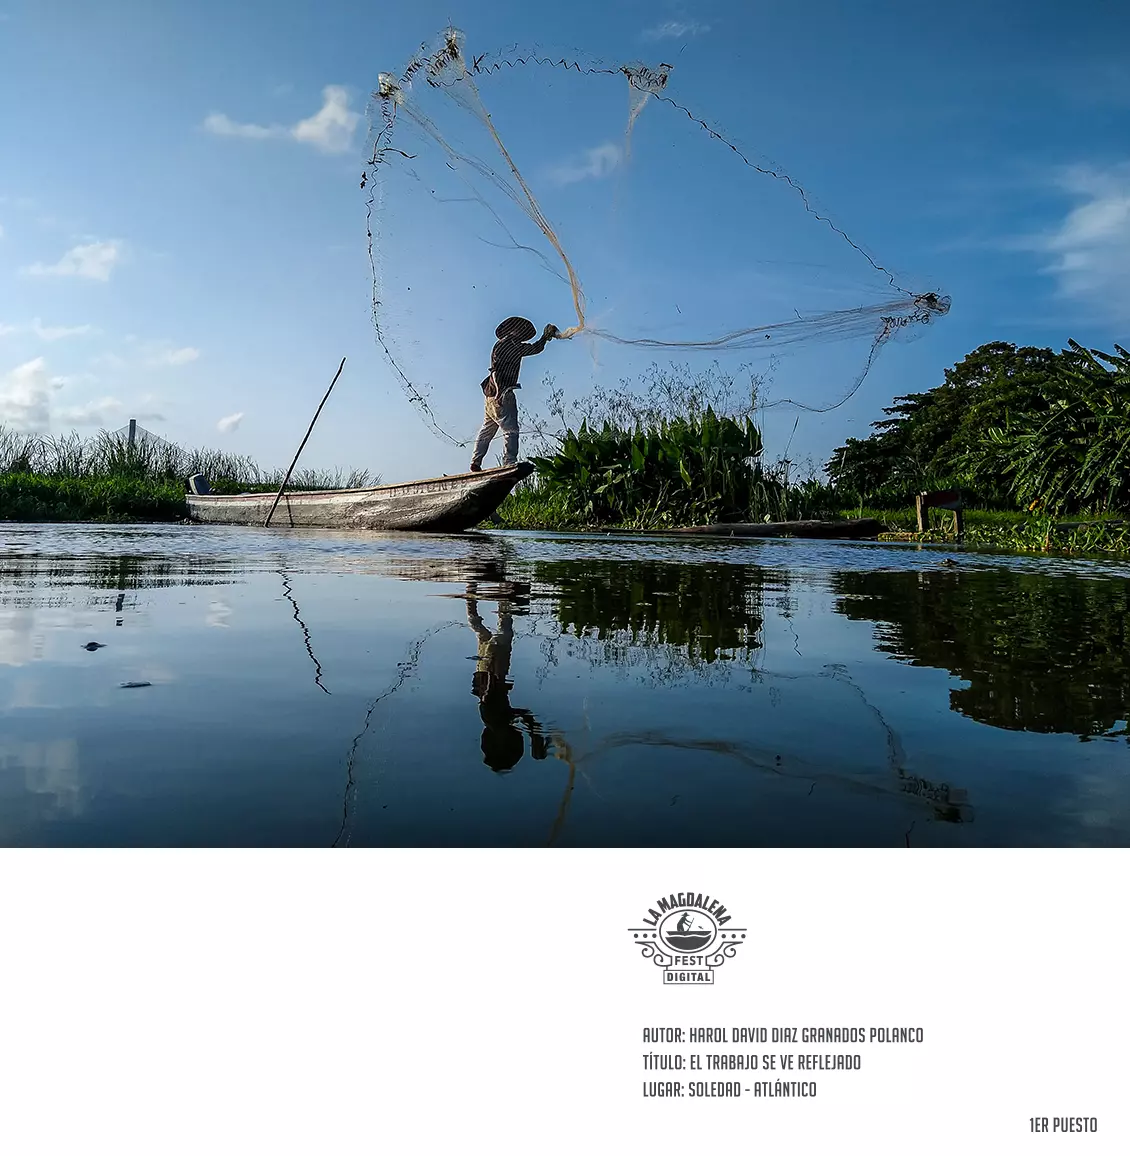 LA MAGDALENA
FEST
DIGITAL
AUTOR: HAROL DAVID DIAZ GRANADOS POLANCO
TÍTULO: EL TRABAJO SE VE REFLEJADO
LUGAR: SOLEDAD - ATLÁNTICO
1ER PUESTO